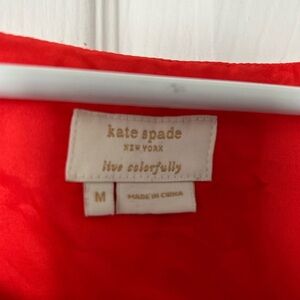 kate spade
NEW YORK
live colorfully
M
MADE IN CHINA